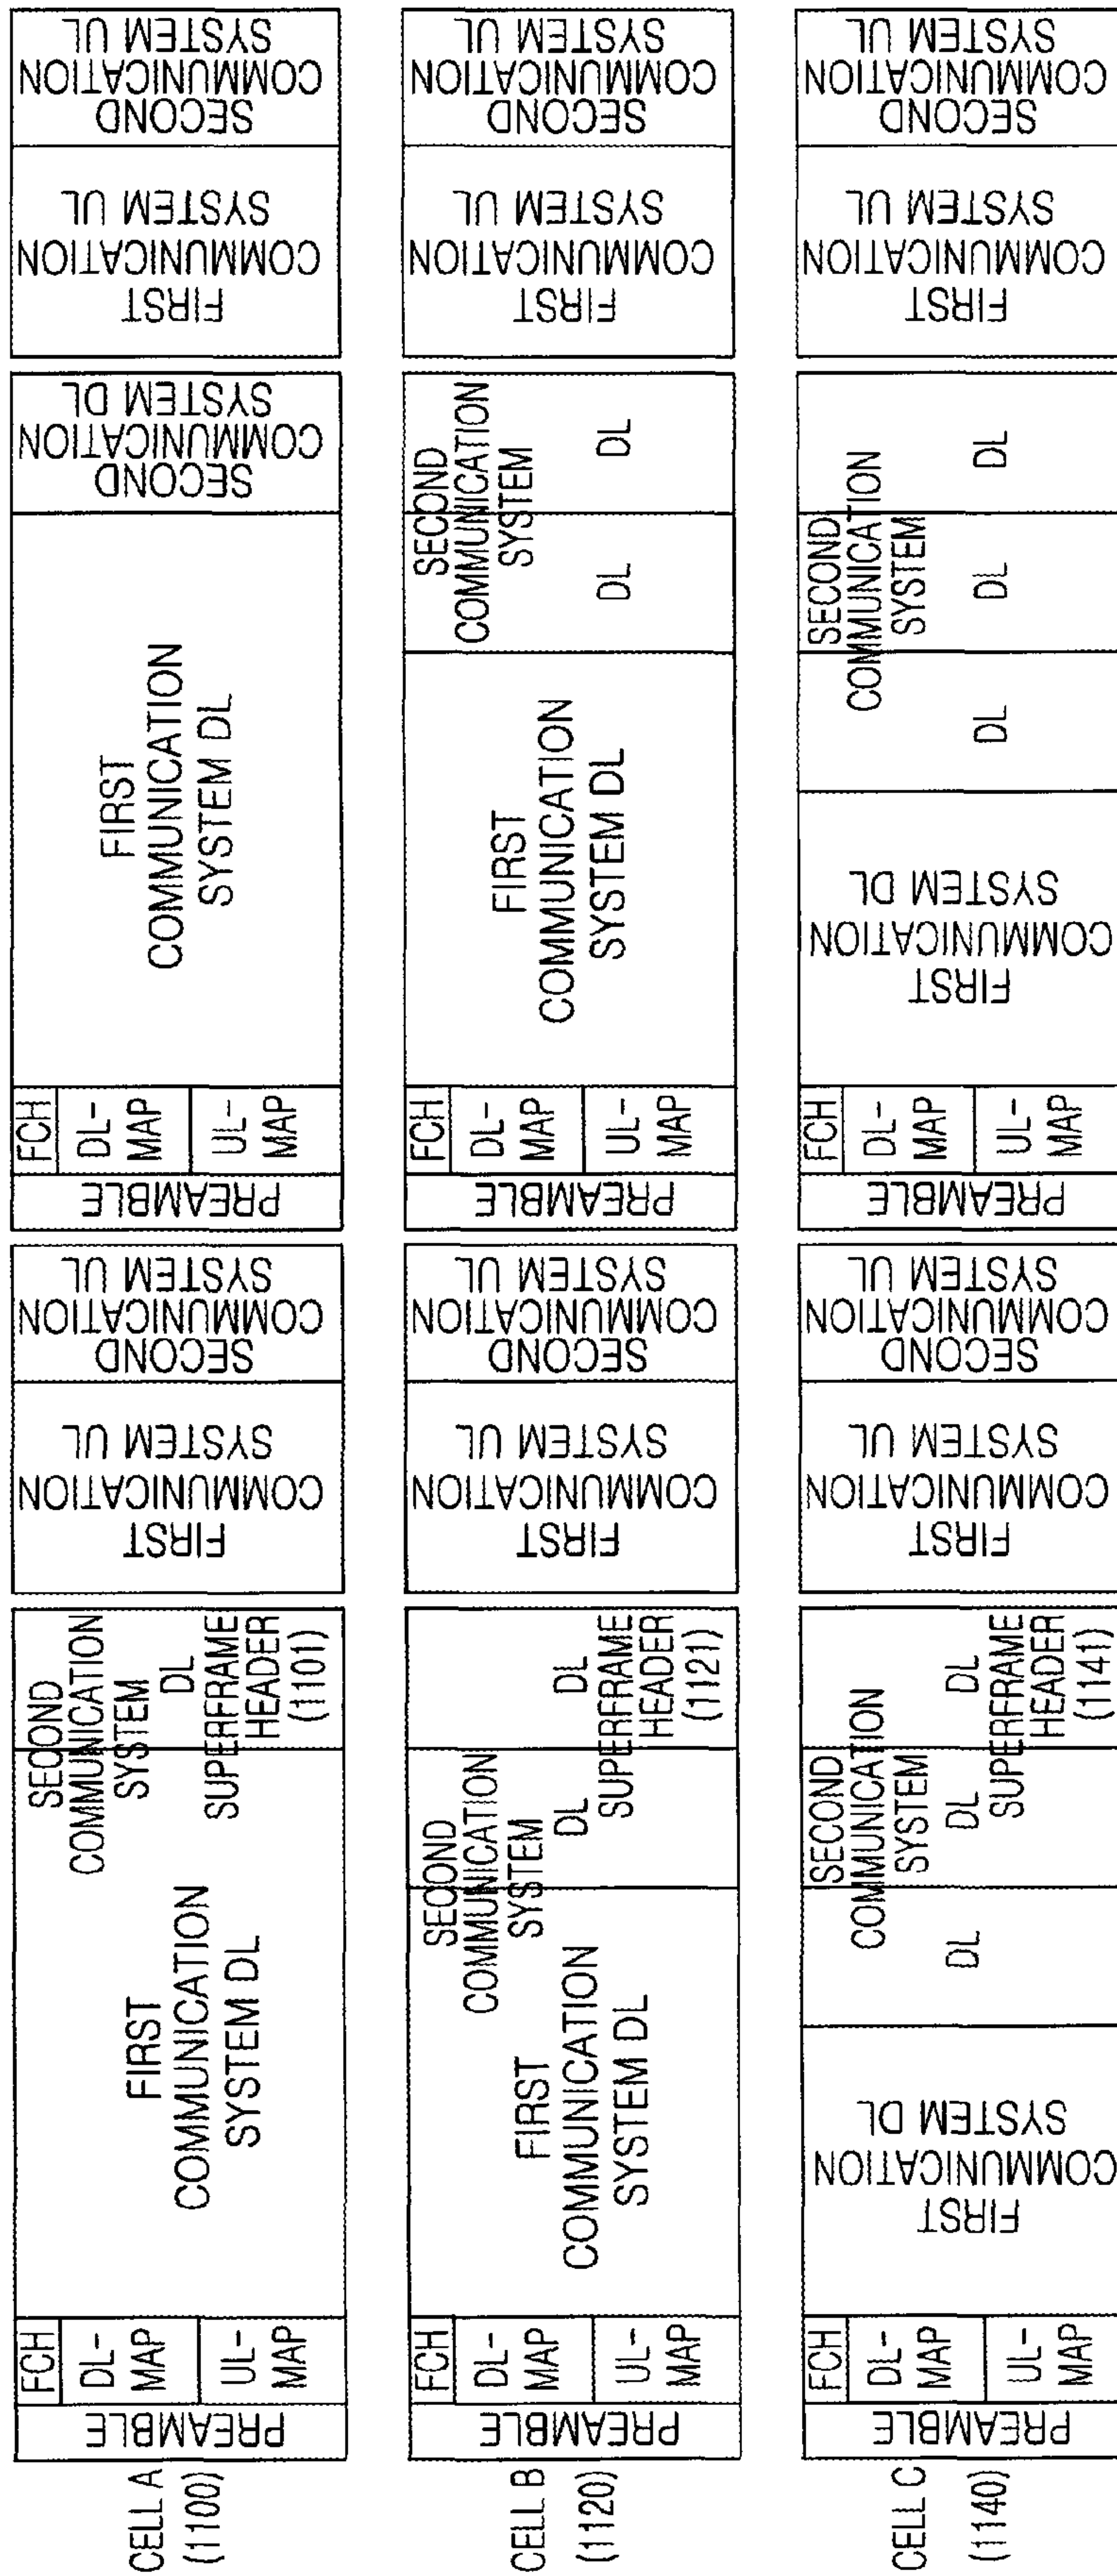 CELL A
(1100)
PREAMBLE
FCH
DL-
MAP
UL-
MAP
FIRST
COMMUNICATION
SYSTEM DL
SECOND
COMMUNICATION
SYSTEM
DL
SUPERFRAME
HEADER
(1101)
FIRST
COMMUNICATION
SYSTEM UL
SECOND
COMMUNICATION
SYSTEM UL
PREAMBLE
FCH
DL-
MAP
UL-
MAP
FIRST
COMMUNICATION
SYSTEM DL
SECOND
COMMUNICATION
SYSTEM DL
FIRST
COMMUNICATION
SYSTEM UL
SECOND
COMMUNICATION
SYSTEM UL
CELL B
(1120)
PREAMBLE
FCH
DL-
MAP
UL-
MAP
FIRST
COMMUNICATION
SYSTEM DL
SECOND
COMMUNICATION
SYSTEM
DL
DL
SUPERFRAME
HEADER
(1121)
FIRST
COMMUNICATION
SYSTEM UL
SECOND
COMMUNICATION
SYSTEM UL
PREAMBLE
FCH
DL-
MAP
UL-
MAP
FIRST
COMMUNICATION
SYSTEM DL
SECOND
COMMUNICATION
SYSTEM
DL
DL
FIRST
COMMUNICATION
SYSTEM UL
SECOND
COMMUNICATION
SYSTEM UL
CELL C
(1140)
PREAMBLE
FCH
DL-
MAP
UL-
MAP
FIRST
COMMUNICATION
SYSTEM DL
SECOND
COMMUNICATION
SYSTEM
DL
DL
DL
SUPERFRAME
HEADER
(1141)
FIRST
COMMUNICATION
SYSTEM UL
SECOND
COMMUNICATION
SYSTEM UL
PREAMBLE
FCH
DL-
MAP
UL-
MAP
FIRST
COMMUNICATION
SYSTEM DL
SECOND
COMMUNICATION
SYSTEM
DL
DL
DL
FIRST
COMMUNICATION
SYSTEM UL
SECOND
COMMUNICATION
SYSTEM UL